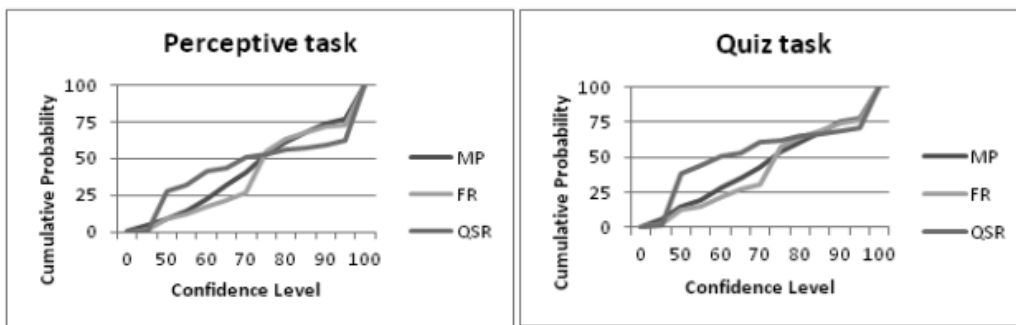 Perceptive task
Cumulative Probability
100
75
50
25
0
0 50 60 70 80 90 100
Confidence Level
MP
FR
QSR
Quiz task
Cumulative Probability
100
75
50
25
0
0 50 60 70 80 90 100
Confidence Level
MP
FR
QSR